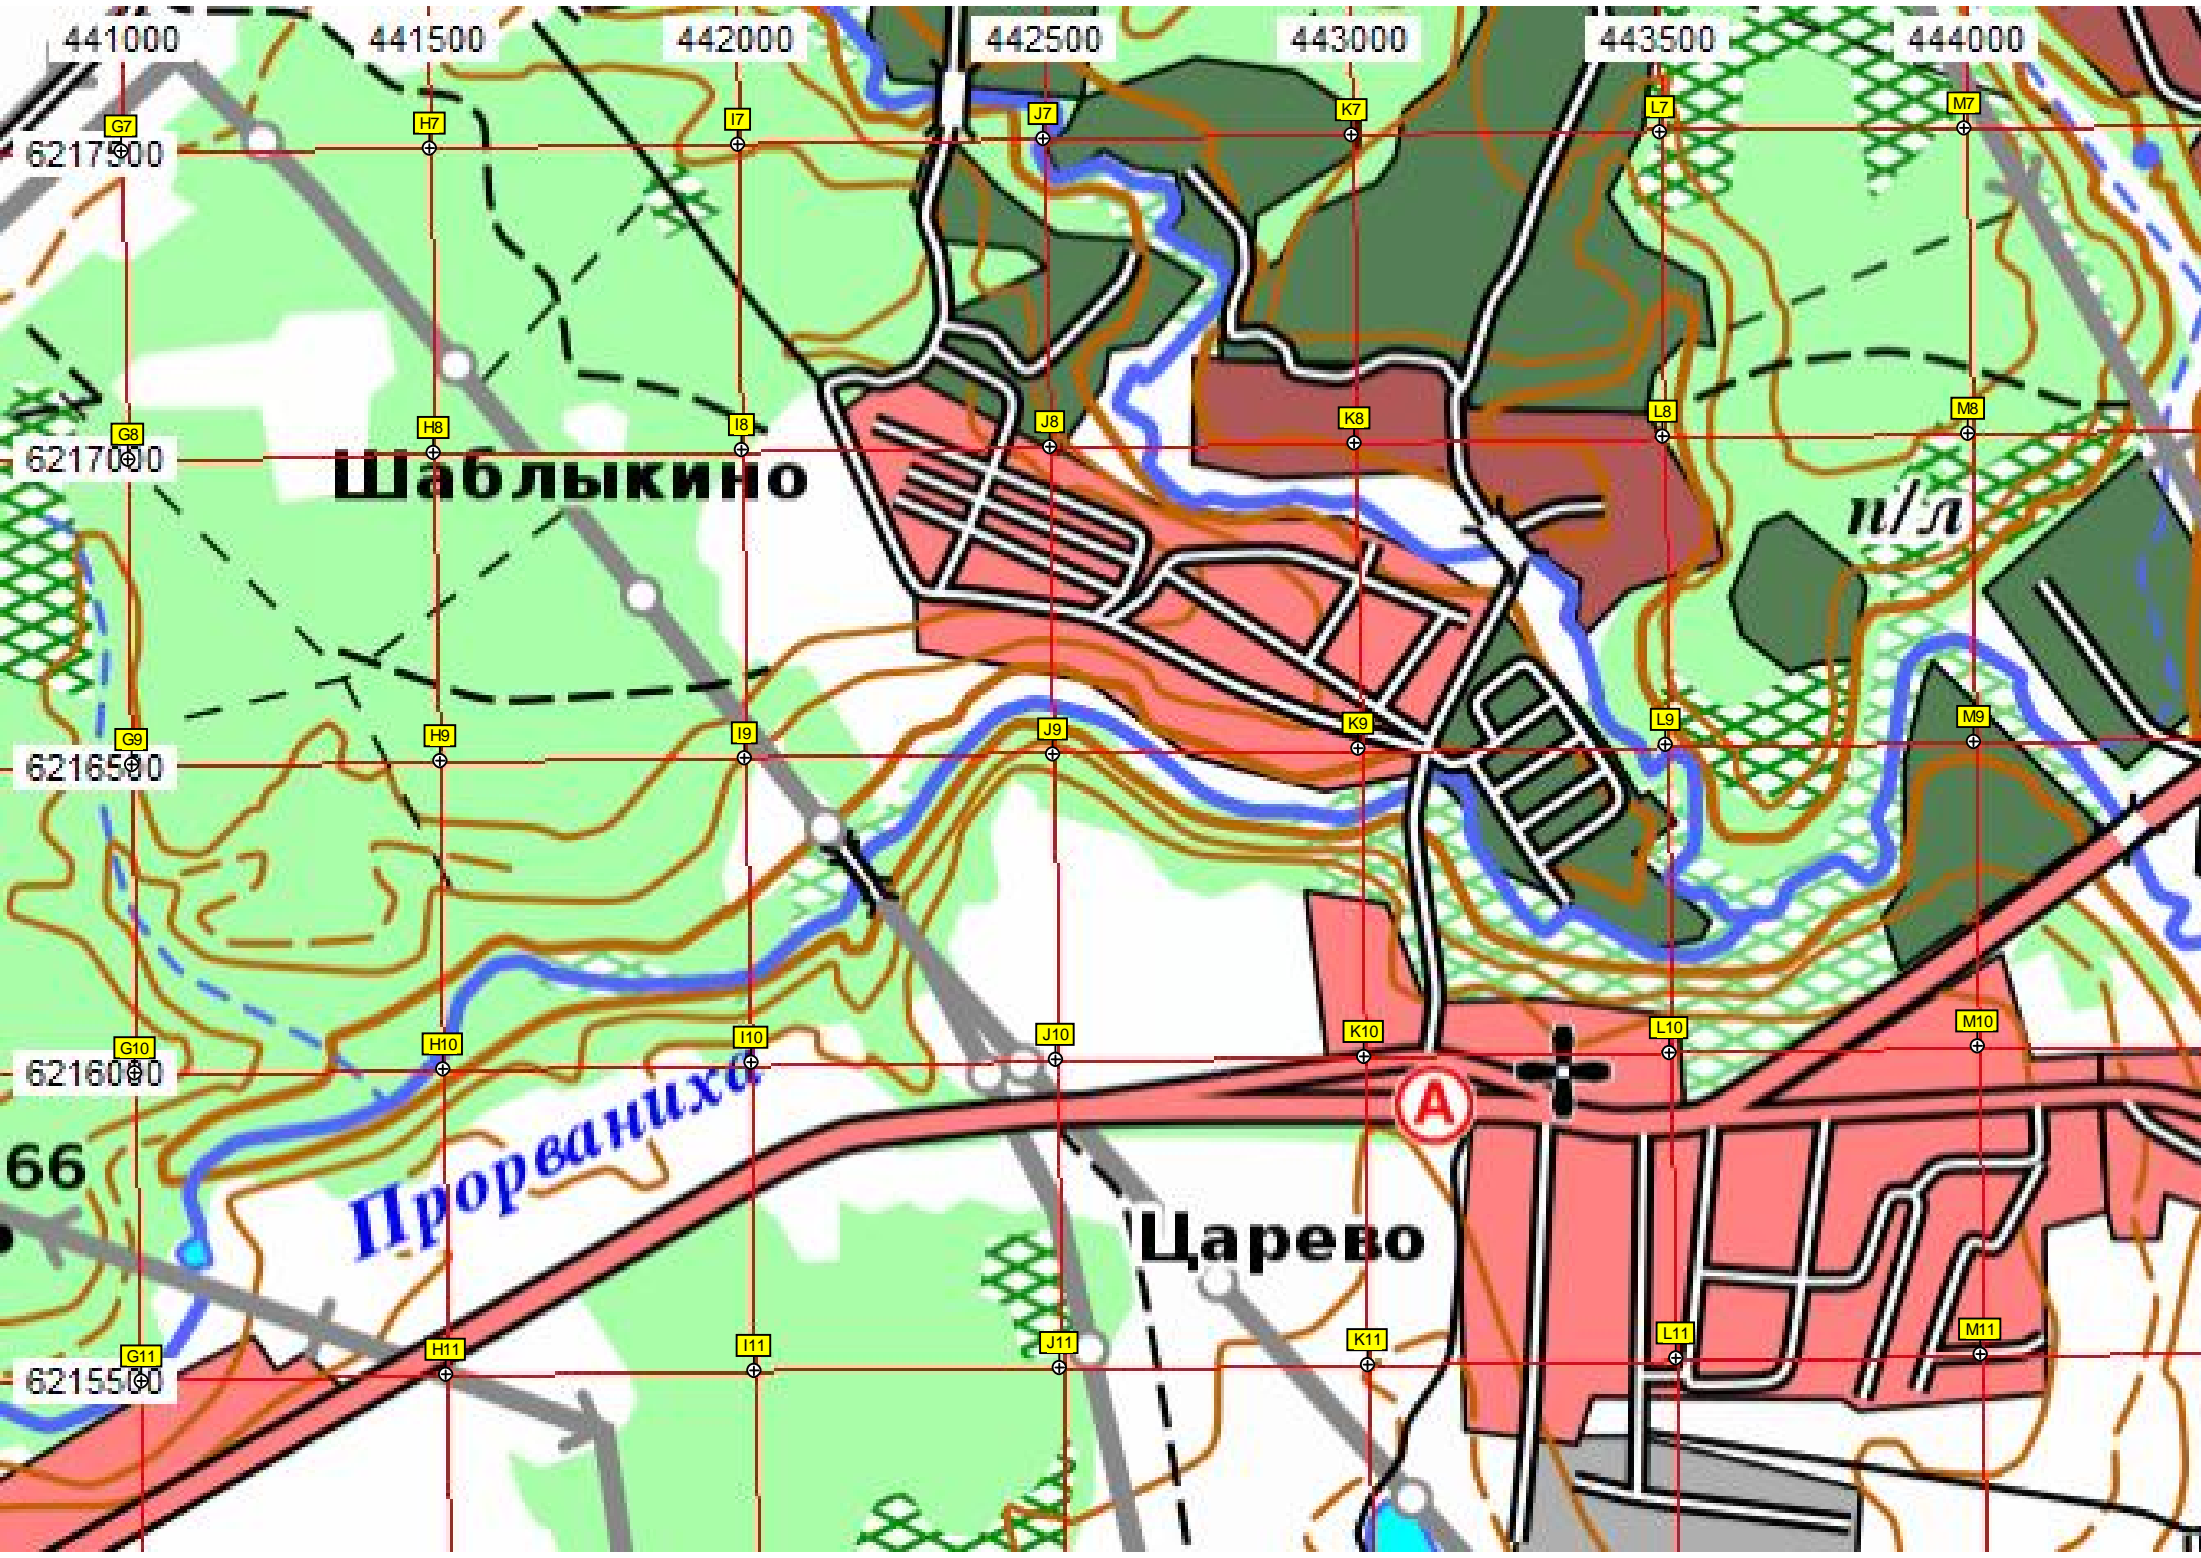 441000 441500 442000 442500 443000 443500 444000
G7 H7 I7 J7 K7 L7 M7
6217500
G8 H8 I8 J8 K8 L8 M8
6217000
Шаблыкино
п/л
G9 H9 I9 J9 K9 L9 M9
6216500
G10 H10 I10 J10 K10 L10 M10
6216000
Прорваниха
А
66
Царево
G11 H11 I11 J11 K11 L11 M11
6215500